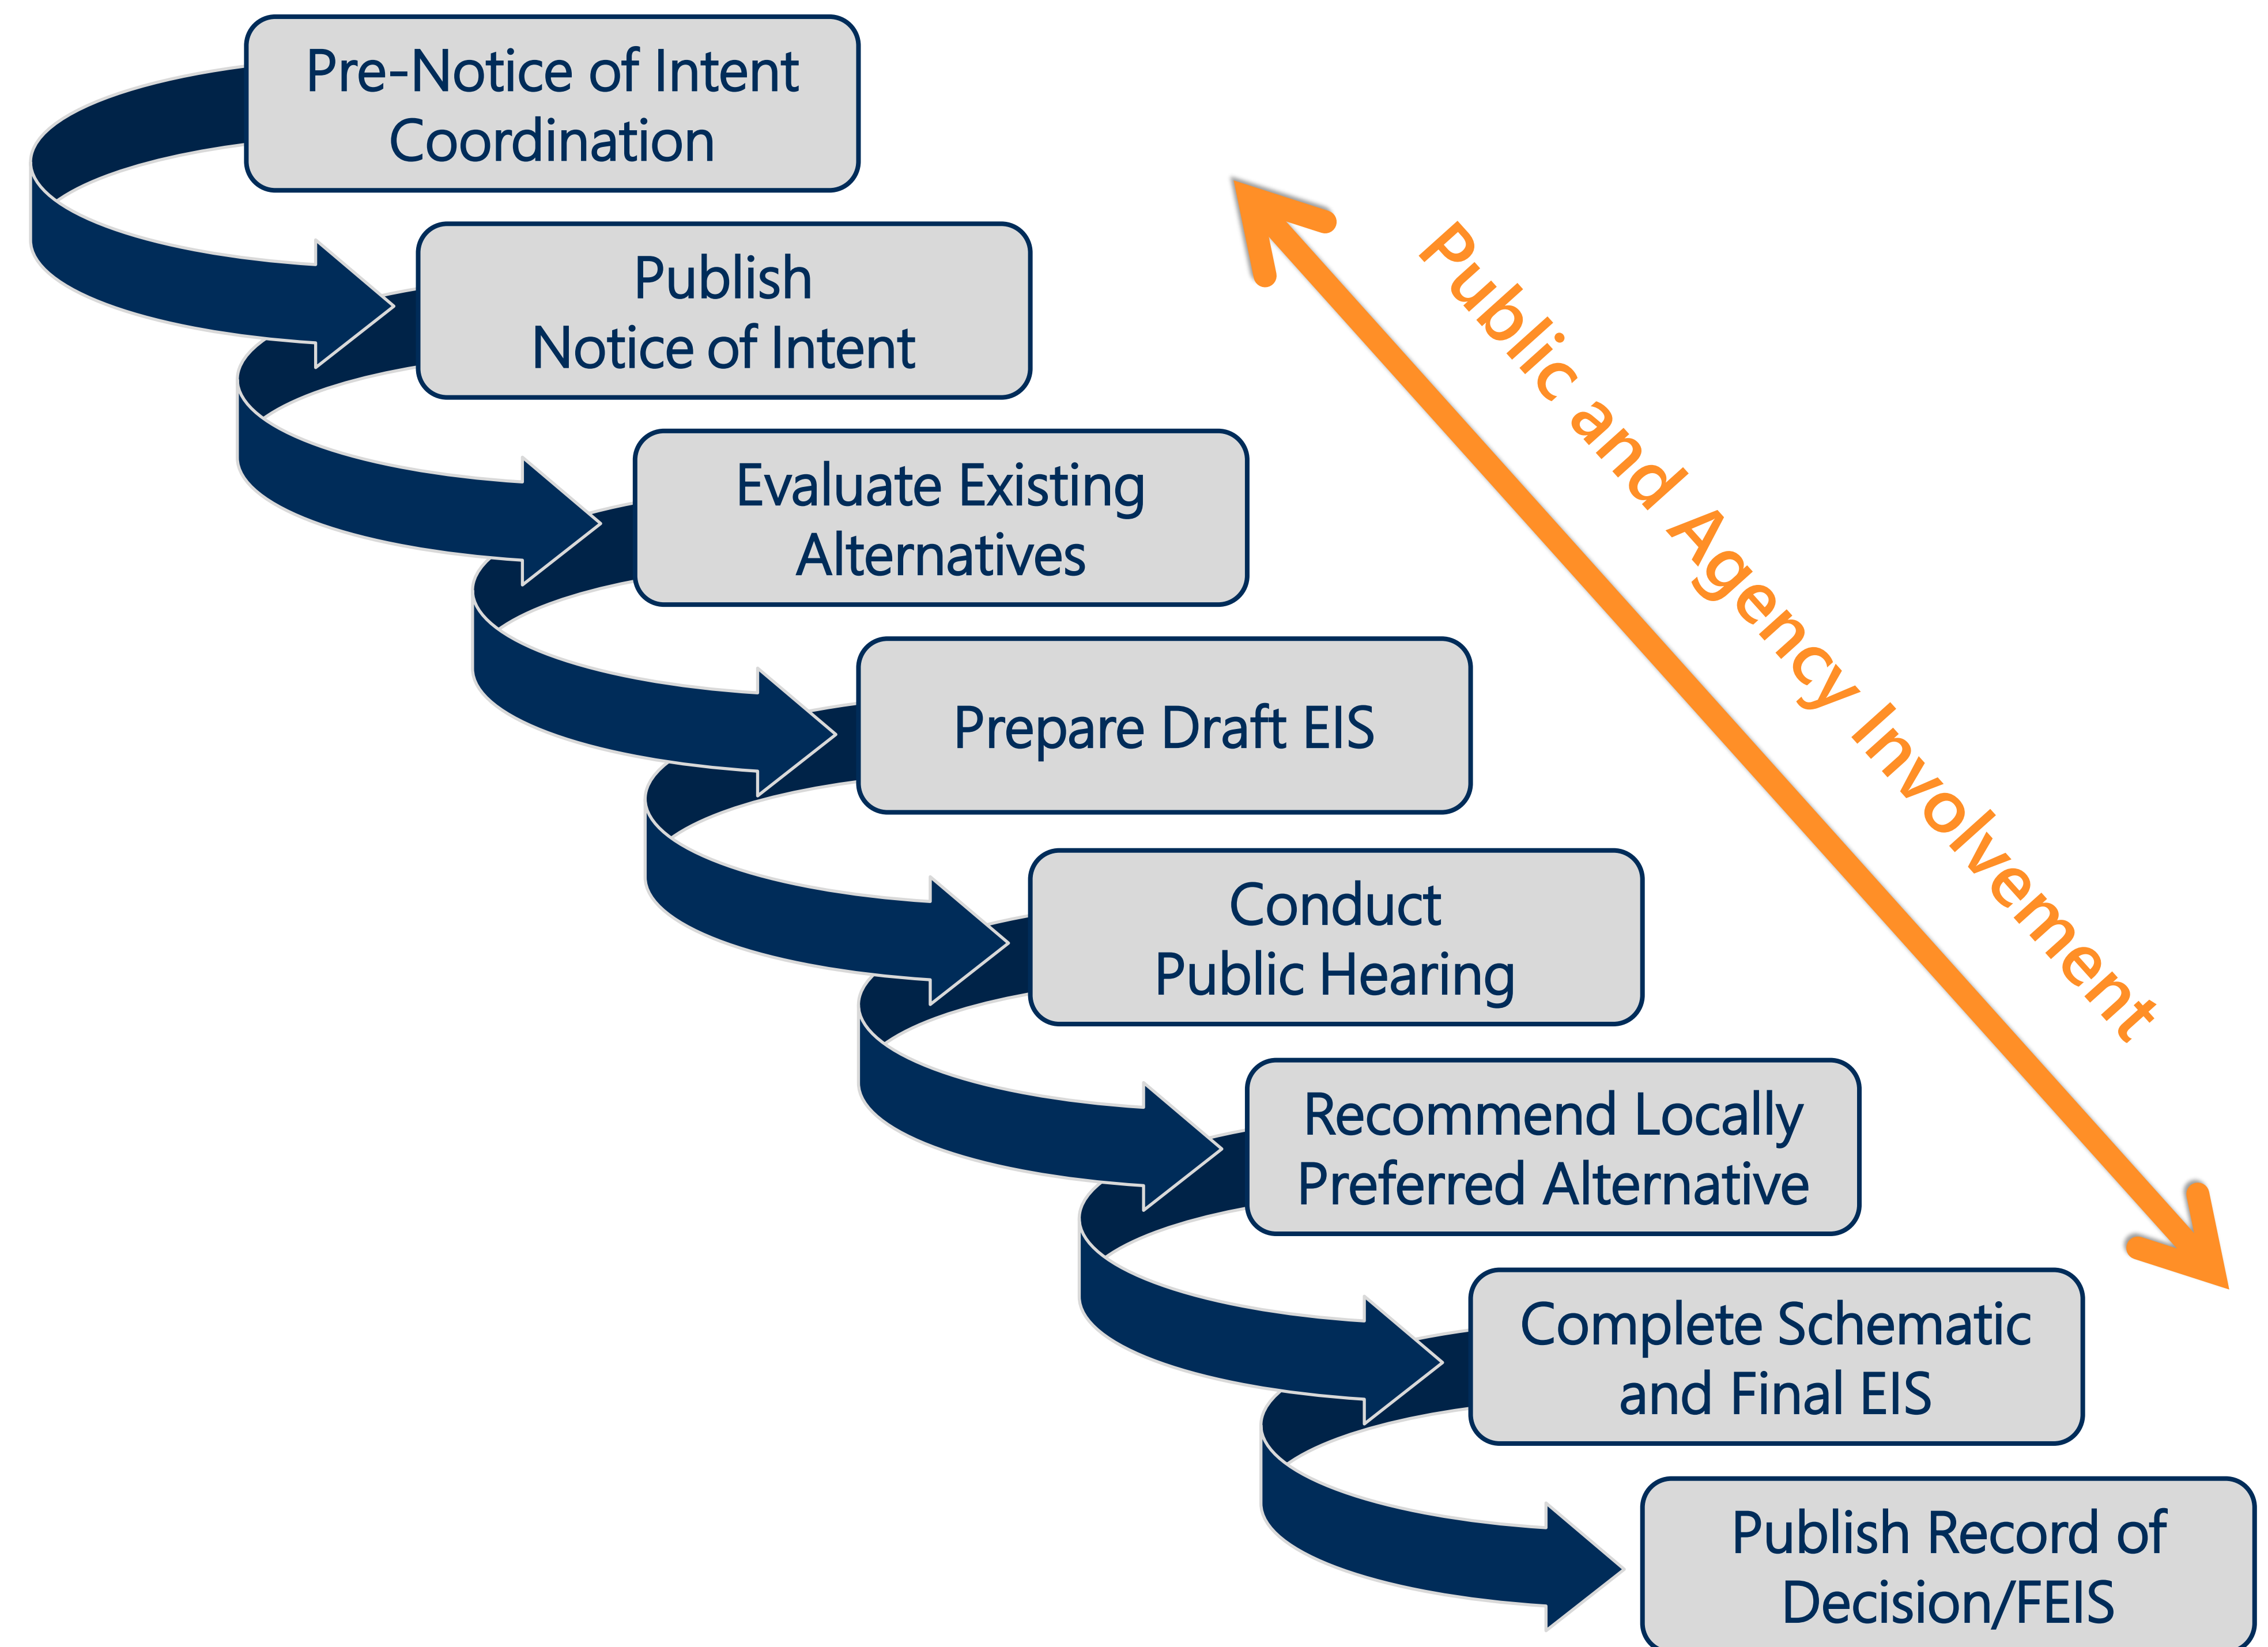 Pre-Notice of Intent
Coordination
Publish
Notice of Intent
Evaluate Existing
Alternatives
Prepare Draft EIS
Conduct
Public Hearing
Recommend Locally
Preferred Alternative
Complete Schematic
and Final EIS
Publish Record of
Decision/FEIS
Public and Agency Involvement